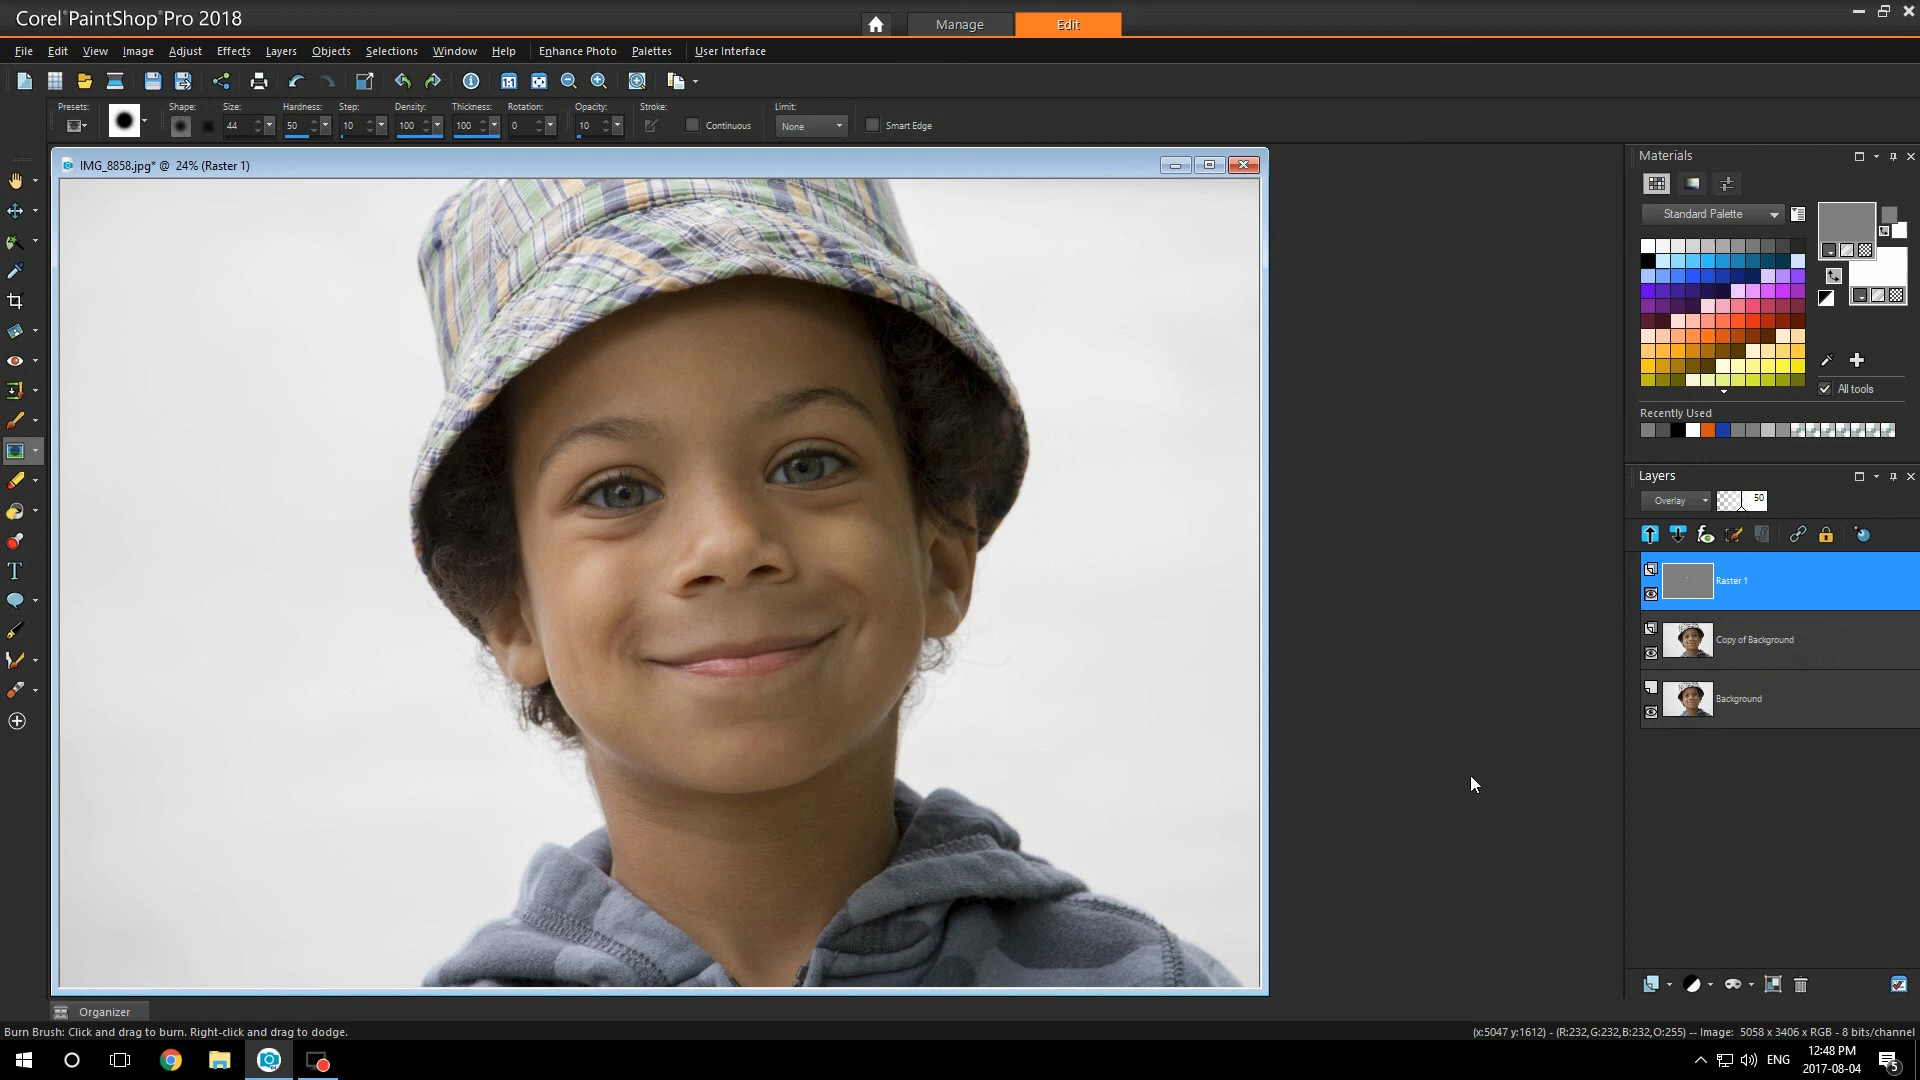 Corel® PaintShop® Pro 2018
Manage
Edit
File Edit View Image Adjust Effects Layers Objects Selections Window Help Enhance Photo Palettes User Interface
Presets: Shape: Size: Hardness: Step: Density: Thickness: Rotation: Opacity: Stroke: Limit:
44 50 10 100 100 0 10 Continuous None Smart Edge
IMG_8858.jpg* @ 24% (Raster 1)
Materials
Standard Palette
All tools
Recently Used
Layers
Overlay 50
Raster 1
Copy of Background
Background
Organizer
Burn Brush: Click and drag to burn. Right-click and drag to dodge.
(x:5047 y:1612) - (R:232,G:232,B:232,O:255) -- Image: 5058 x 3406 x RGB - 8 bits/channel
ENG
12:48 PM
2017-08-04
5